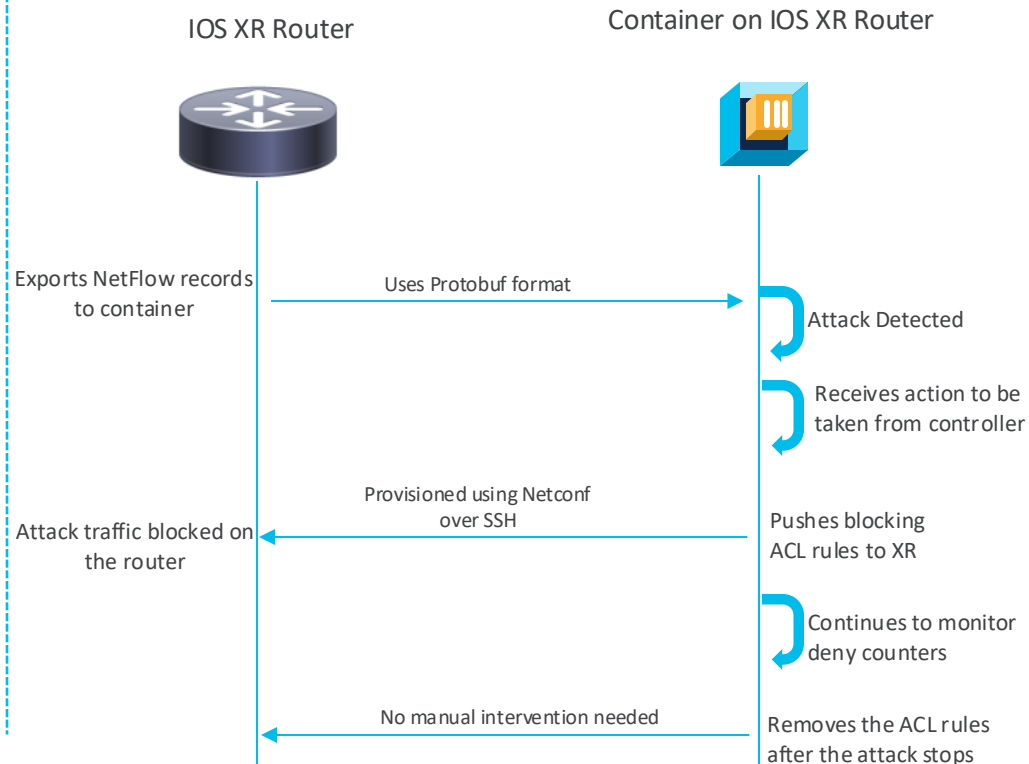 IOS XR Router
Container on IOS XR Router
Exports NetFlow records
to container
Uses Protobuf format
Attack Detected
Receives action to be
taken from controller
Provisioned using Netconf
over SSH
Attack traffic blocked on
the router
Pushes blocking
ACL rules to XR
Continues to monitor
deny counters
No manual intervention needed
Removes the ACL rules
after the attack stops